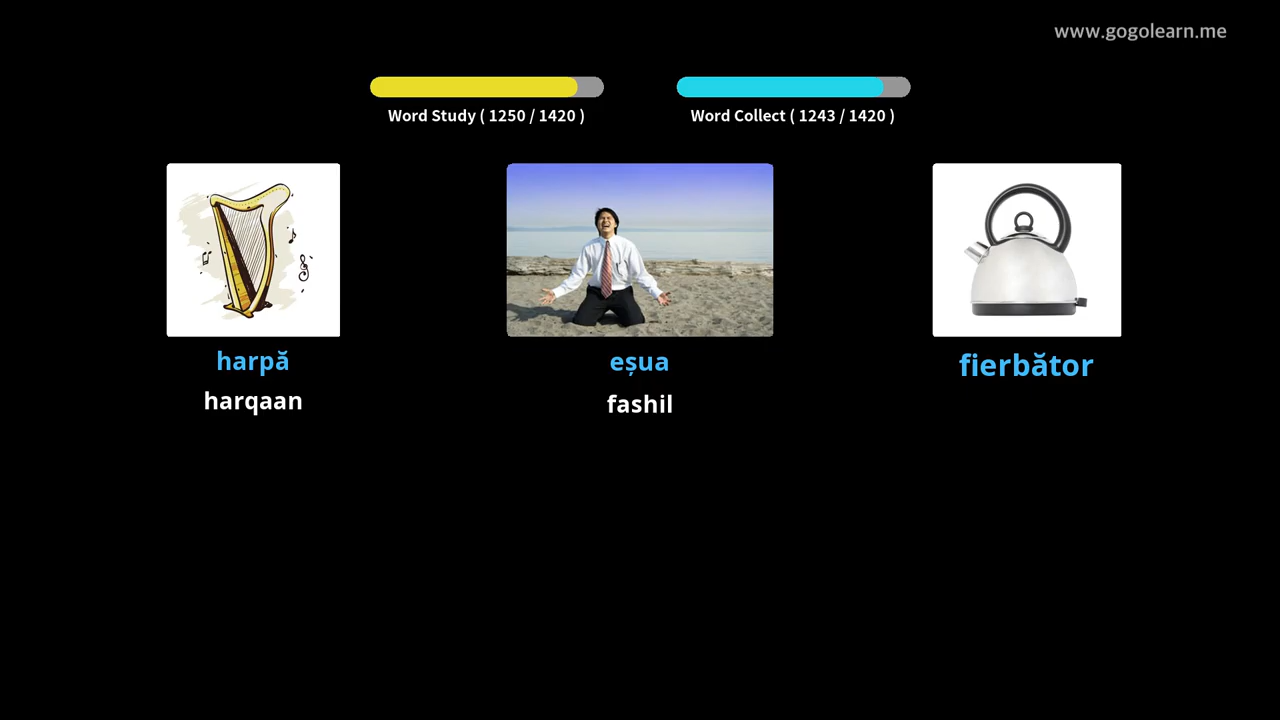 www.gogolearn.me
Word Study ( 1250 / 1420 )
Word Collect ( 1243 / 1420 )
harpă
harqaan
eșua
fashil
fierbător